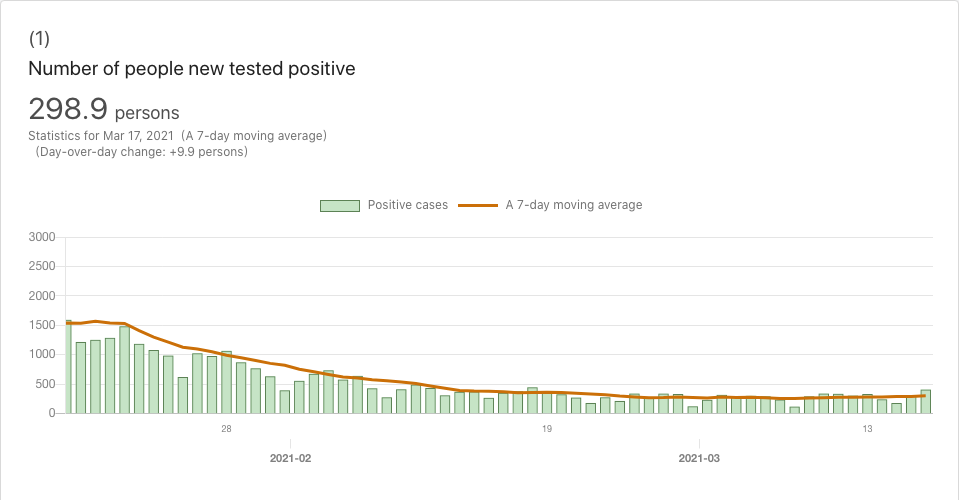 (1)
Number of people new tested positive
298.9 persons
Statistics for Mar 17, 2021 (A 7-day moving average)
(Day-over-day change: +9.9 persons)
Positive cases A 7-day moving average
3000
2500
2000
1500
1000
500
0
28 19 13
2021-02 2021-03